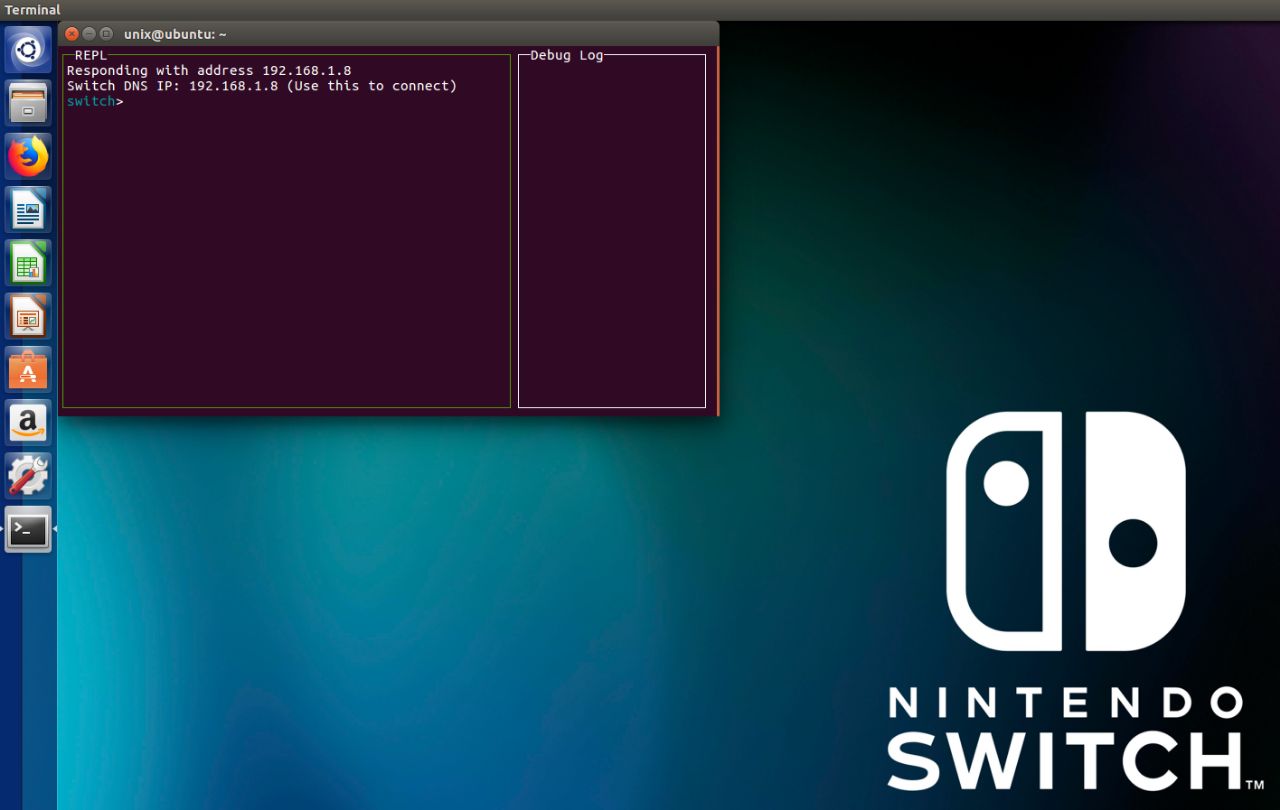 Terminal
unix@ubuntu: ~
REPL
Responding with address 192.168.1.8
Switch DNS IP: 192.168.1.8 (Use this to connect)
switch>
Debug Log
NINTENDO
SWITCH™